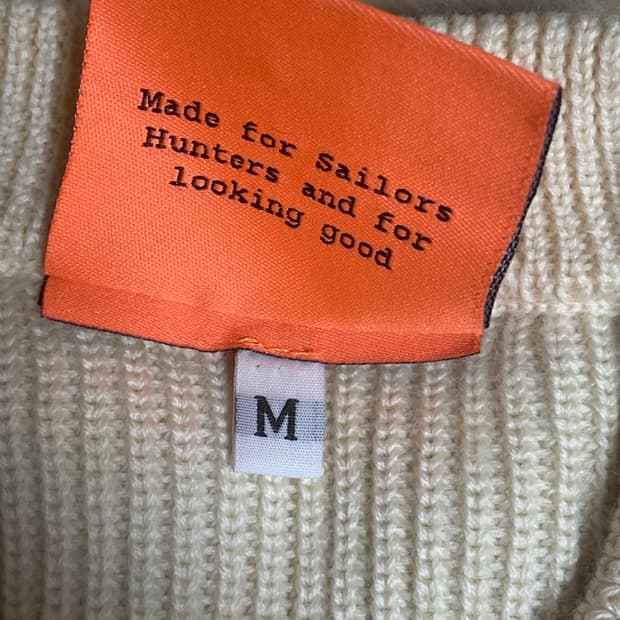 Made for Sailors
Hunters and for
looking good
M